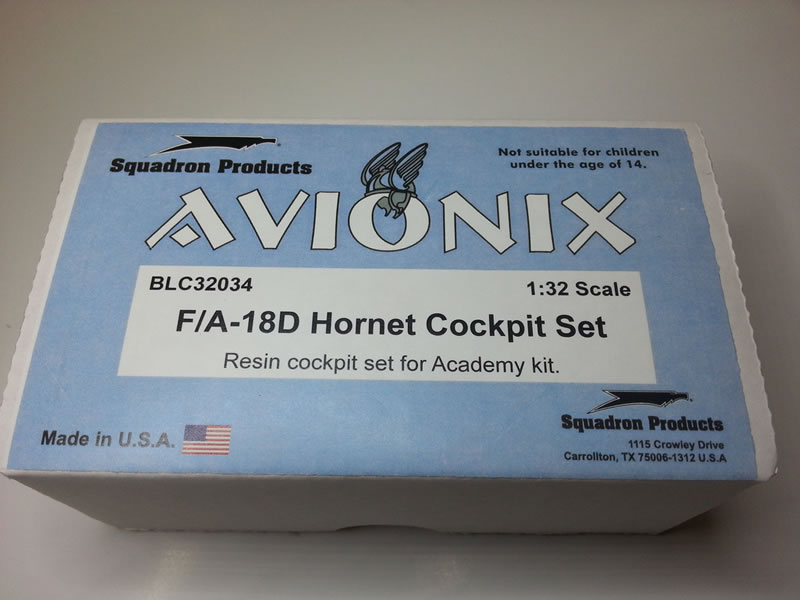 Squadron Products
Not suitable for children
under the age of 14.
AVIONIX
BLC32034
1:32 Scale
F/A-18D Hornet Cockpit Set
Resin cockpit set for Academy kit.
Made in U.S.A.
Squadron Products
1115 Crowley Drive
Carrollton, TX 75006-1312 U.S.A